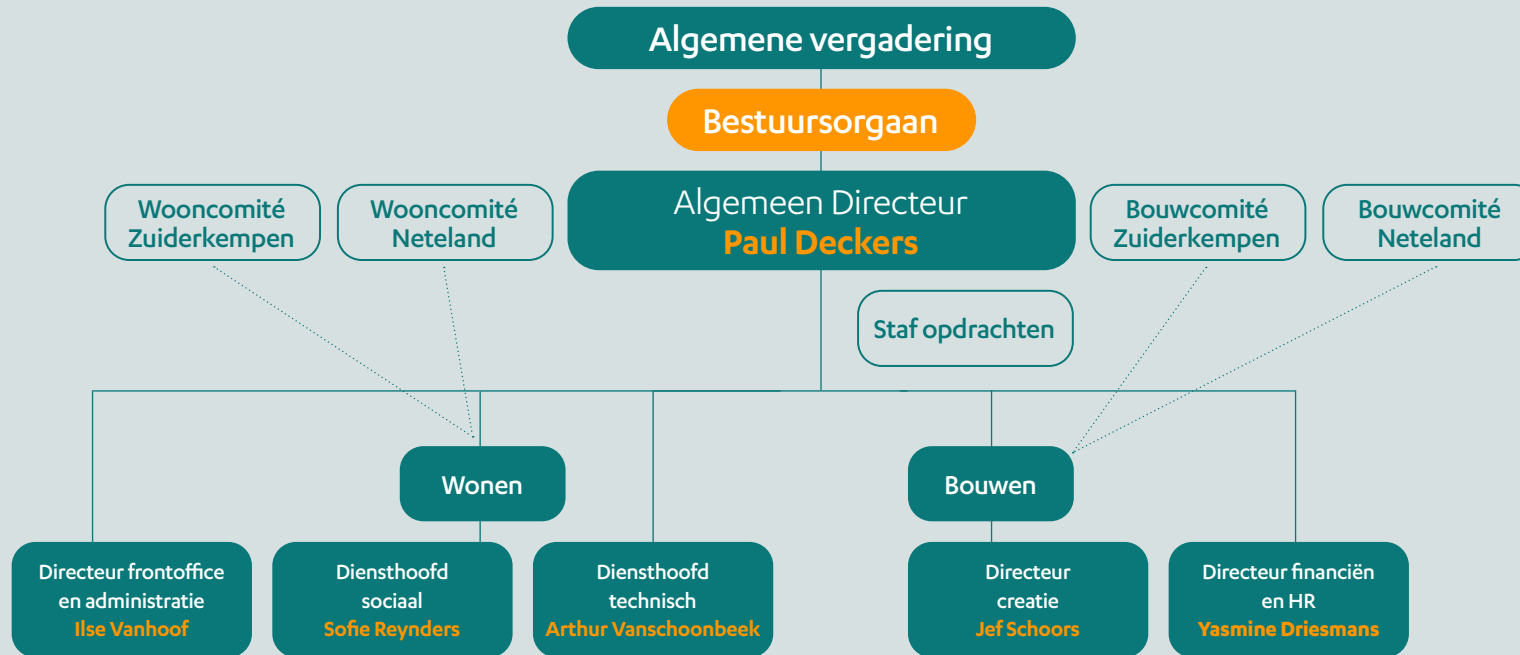 Algemene vergadering
Bestuursorgaan
Algemeen Directeur
Paul Deckers
Wooncomité
Zuiderkempen
Wooncomité
Neteland
Bouwcomité
Zuiderkempen
Bouwcomité
Neteland
Staf opdrachten
Wonen
Bouwen
Directeur frontoffice
en administratie
Ilse Vanhoof
Diensthoofd
sociaal
Sofie Reynders
Diensthoofd
technisch
Arthur Vanschoonbeek
Directeur
creatie
Jef Schoors
Directeur financiën
en HR
Yasmine Driesmans